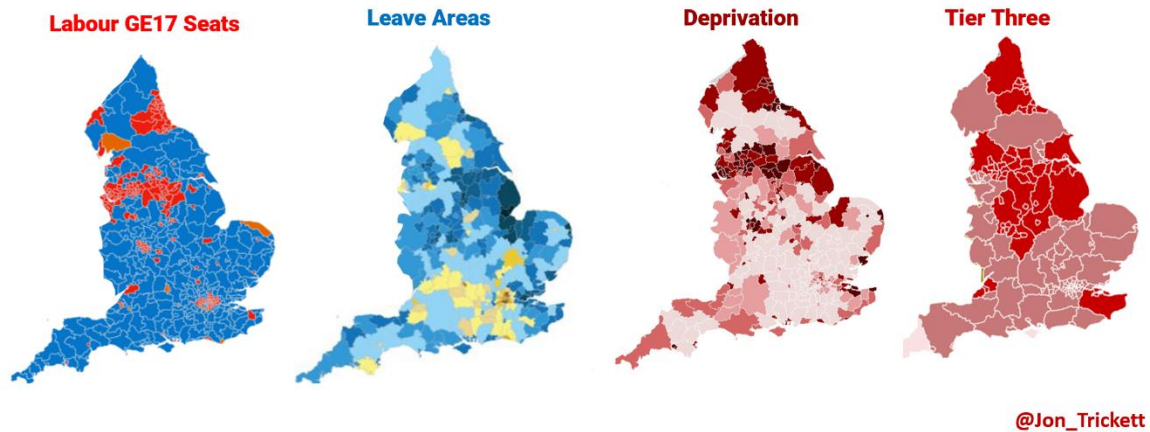 Labour GE17 Seats
Leave Areas
Deprivation
Tier Three
@Jon_Trickett